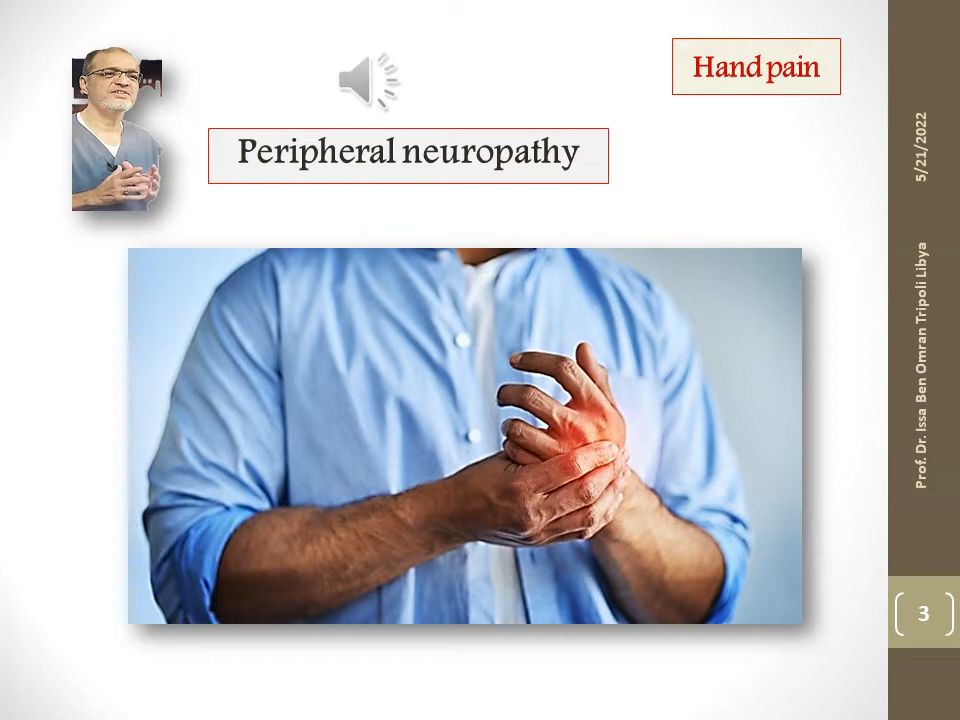 Hand pain
Peripheral neuropathy
5/21/2022
Prof. Dr. Issa Ben Omran Tripoli Libya
3